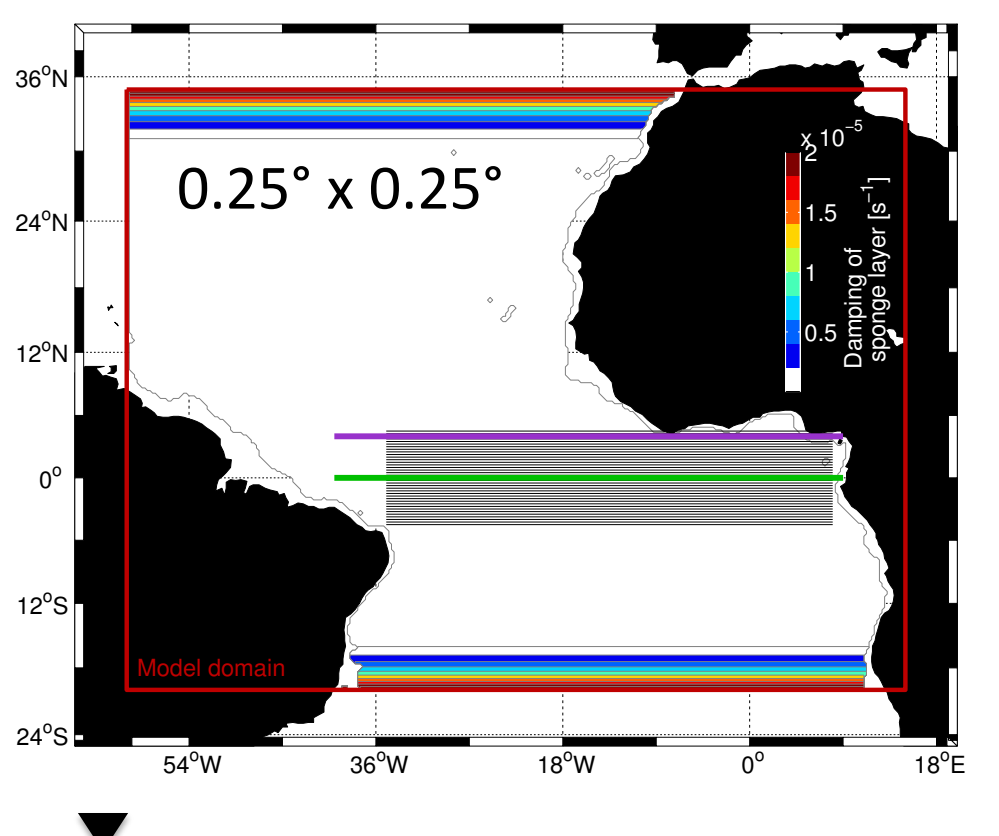 36°N
24°N
12°N
0°
12°S
24°S
0.25° x 0.25°
x 10⁻⁵
2
1.5
1
0.5
Damping of
sponge layer [s⁻¹]
Model domain
54°W
36°W
18°W
0°
18°E